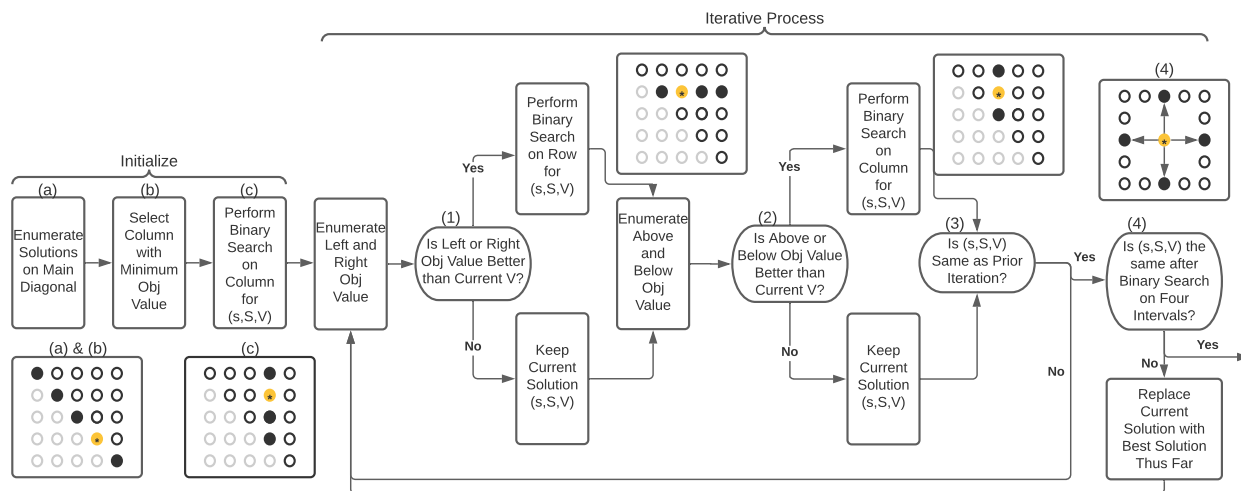 Iterative Process
Initialize
(a)
Enumerate
Solutions
on Main
Diagonal
(b)
Select
Column
with
Minimum
Obj
Value
(c)
Perform
Binary
Search
on
Column
for
(s,S,V)
(a) & (b)
*
(c)
*
Enumerate
Left and
Right
Obj
Value
(1)
Is Left or Right
Obj Value Better
than Current V?
Yes
No
Perform
Binary
Search
on Row
for
(s,S,V)
Keep
Current
Solution
(s,S,V)
*
Enumerate
Above
and
Below
Obj
Value
(2)
Is Above or
Below Obj Value
Better than
Current V?
Yes
No
Perform
Binary
Search
on
Column
for
(s,S,V)
Keep
Current
Solution
(s,S,V)
*
(3)
Is (s,S,V)
Same as Prior
Iteration?
Yes
No
(4)
*
(4)
Is (s,S,V) the
same after
Binary Search
on Four
Intervals?
Yes
No
Replace
Current
Solution with
Best Solution
Thus Far